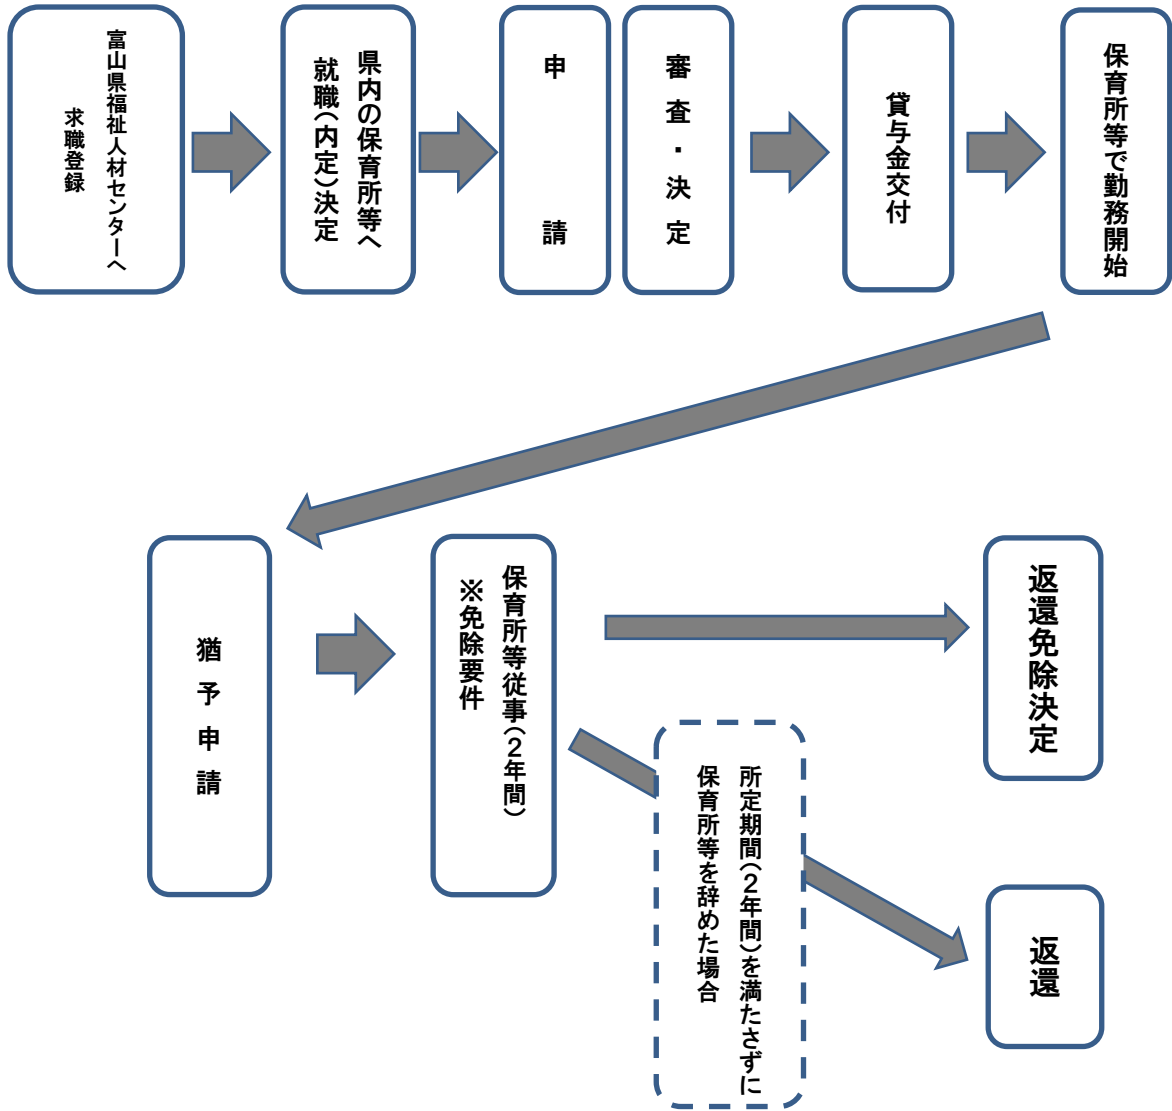 富山県福祉人材センターへ
求職登録
県内の保育所等へ
就職(内定)決定
申請
審査・決定
貸与金交付
保育所等で勤務開始
猶予申請
保育所等従事(2年間)
※免除要件
返還免除決定
所定期間(2年間)を満たさずに
保育所等を辞めた場合
返還